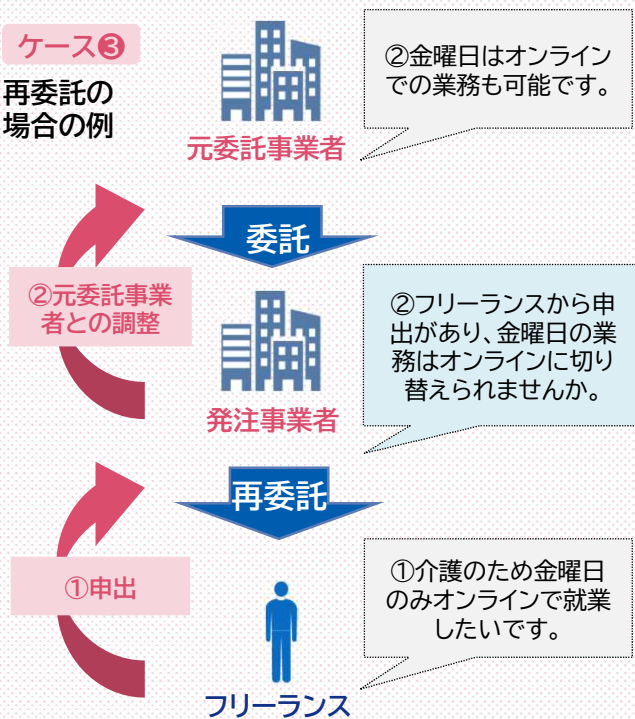 ケース❸
再委託の
場合の例
②金曜日はオンライン
での業務も可能です。
元委託事業者
委託
②元委託事業
者との調整
②フリーランスから申
出があり、金曜日の業
務はオンラインに切り
替えられませんか。
発注事業者
再委託
①申出
①介護のため金曜日
のみオンラインで就業
したいです。
フリーランス